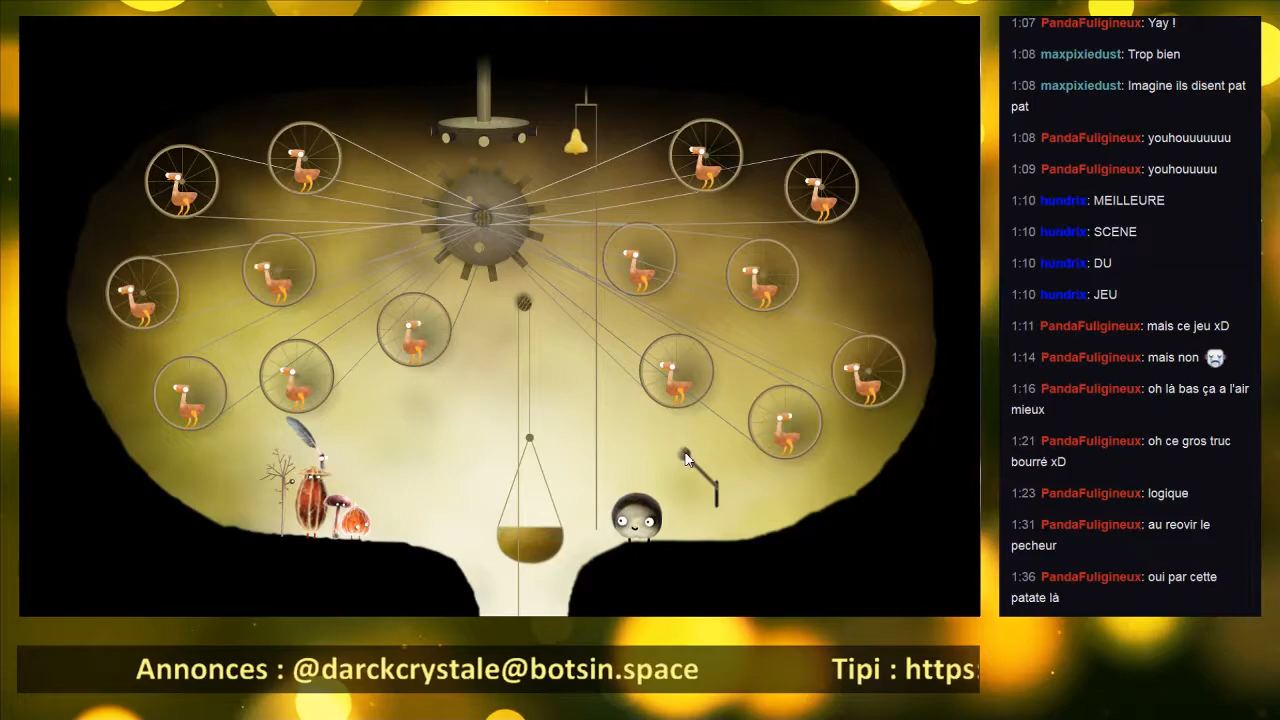 1:07 PandaFuligineux: Yay !
1:08 maxpixiedust: Trop bien
1:08 maxpixiedust: Imagine ils disent pat
pat
1:08 PandaFuligineux: youhouuuuuuu
1:09 PandaFuligineux: youhouuuuu
1:10 hundrix: MEILLEURE
1:10 hundrix: SCENE
1:10 hundrix: DU
1:10 hundrix: JEU
1:11 PandaFuligineux: mais ce jeu xD
1:14 PandaFuligineux: mais non
1:16 PandaFuligineux: oh là bas ça a l'air
mieux
1:21 PandaFuligineux: oh ce gros truc
bourré xD
1:23 PandaFuligineux: logique
1:31 PandaFuligineux: au reovir le
pecheur
1:36 PandaFuligineux: oui par cette
patate là
Annonces : @darckcrystale@botsin.space Tipi : https: